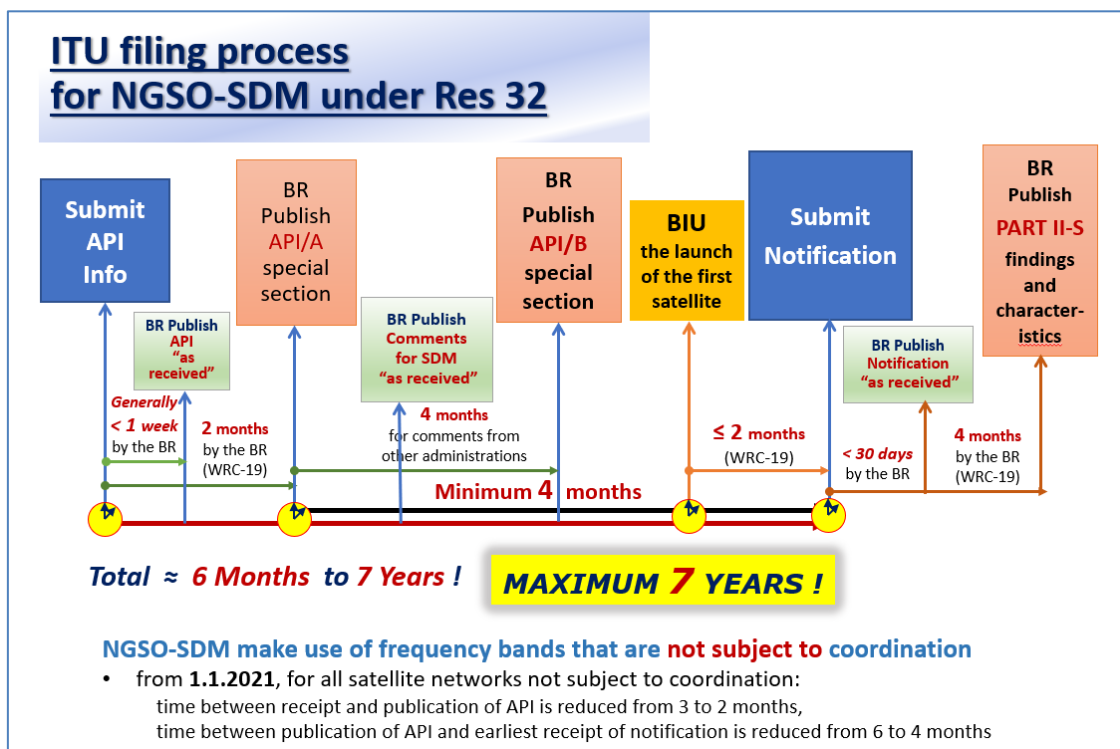 ITU filing process
for NGSO-SDM under Res 32
Submit
API
Info
BR
Publish
API/A
special
section
BR
Publish
API/B
special
section
BIU
the launch
of the first
satellite
Submit
Notification
BR
Publish
PART II-S
findings
and
character-
istics
BR Publish
API
"as
received"
BR Publish
Comments
for SDM
"as received"
BR Publish
Notification
"as received"
Generally
< 1 week
by the BR
2 months
by the BR
(WRC-19)
4 months
for comments from
other administrations
≤ 2 months
(WRC-19)
< 30 days
by the BR
4 months
by the BR
(WRC-19)
Minimum 4 months
Total ≈ 6 Months to 7 Years !
MAXIMUM 7 YEARS !
NGSO-SDM make use of frequency bands that are not subject to coordination
• from 1.1.2021, for all satellite networks not subject to coordination:
time between receipt and publication of API is reduced from 3 to 2 months,
time between publication of API and earliest receipt of notification is reduced from 6 to 4 months